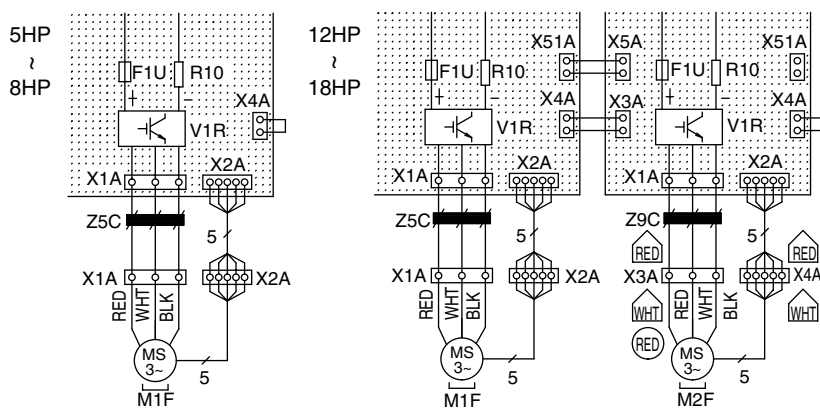 5HP
~
8HP
F1U
R10
+
–
X4A
V1R
X2A
X1A
Z5C
5
X1A
X2A
RED
WHT
BLK
MS
3~
5
M1F
12HP
~
18HP
X51A
X5A
F1U
R10
+
–
X4A
X3A
V1R
X2A
X1A
Z5C
5
X1A
X2A
RED
WHT
BLK
MS
3~
5
M1F
X51A
F1U
R10
+
–
X4A
V1R
X2A
X1A
Z9C
5
RED
RED
X3A
X4A
WHT
RED
WHT
BLK
WHT
RED
MS
3~
5
M2F